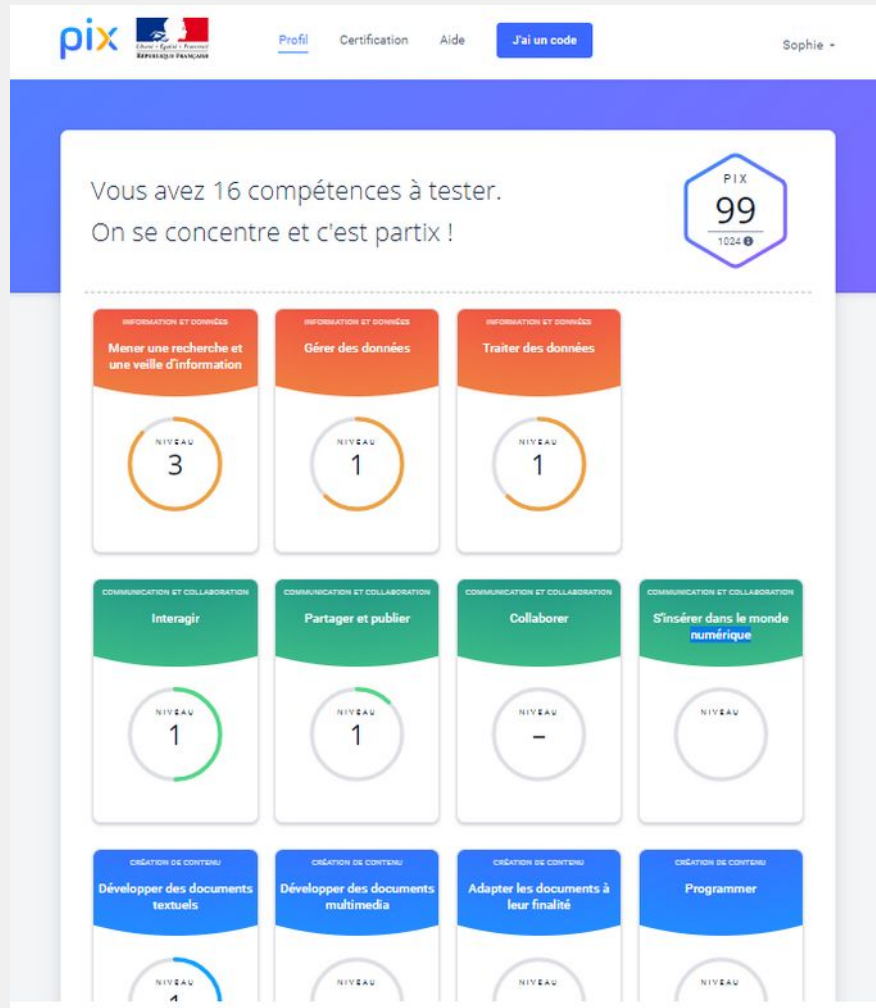 pix
Liberté • Égalité • Fraternité
RÉPUBLIQUE FRANÇAISE
Profil
Certification
Aide
J'ai un code
Sophie
Vous avez 16 compétences à tester.
On se concentre et c'est partix !
PIX
99
1024
INFORMATION ET DONNÉES
Mener une recherche et
une veille d'information
NIVEAU
3
INFORMATION ET DONNÉES
Gérer des données
NIVEAU
1
INFORMATION ET DONNÉES
Traiter des données
NIVEAU
1
COMMUNICATION ET COLLABORATION
Interagir
NIVEAU
1
COMMUNICATION ET COLLABORATION
Partager et publier
NIVEAU
1
COMMUNICATION ET COLLABORATION
Collaborer
NIVEAU
–
COMMUNICATION ET COLLABORATION
S'insérer dans le monde
numérique
NIVEAU
CRÉATION DE CONTENU
Développer des documents
textuels
NIVEAU
1
CRÉATION DE CONTENU
Développer des documents
multimedia
NIVEAU
CRÉATION DE CONTENU
Adapter les documents à
leur finalité
NIVEAU
CRÉATION DE CONTENU
Programmer
NIVEAU